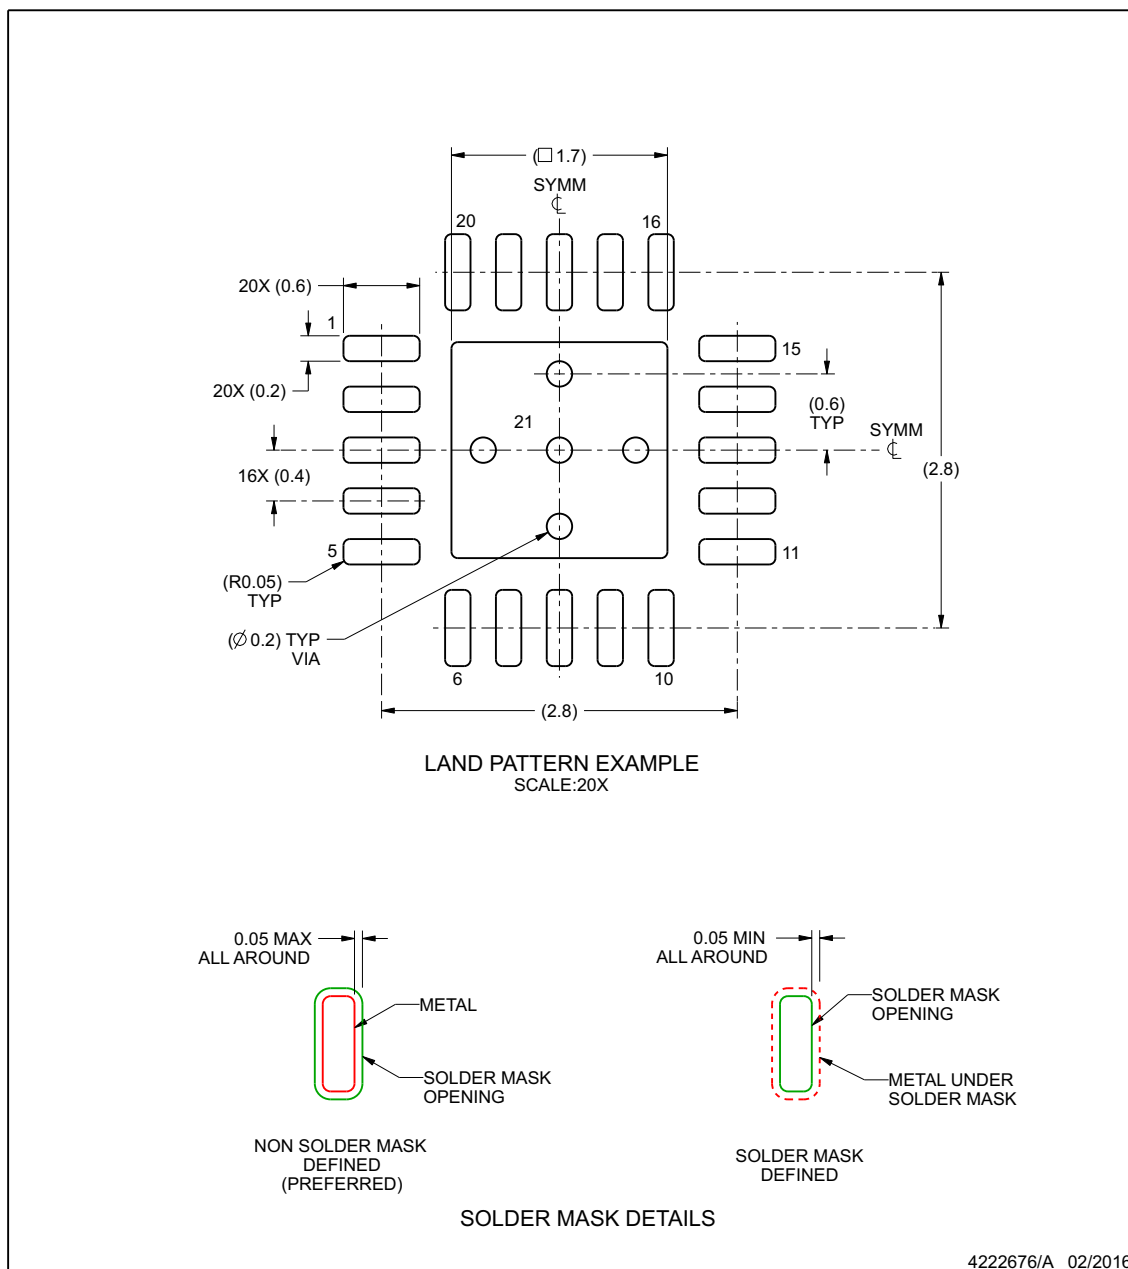 (□ 1.7)
SYMM
℄
20
16
20X (0.6)
1
15
20X (0.2)
(0.6)
TYP
21
SYMM
℄
16X (0.4)
(2.8)
5
11
(R0.05)
TYP
(∅ 0.2) TYP
VIA
6
10
(2.8)
LAND PATTERN EXAMPLE
SCALE:20X
0.05 MAX
ALL AROUND
METAL
SOLDER MASK
OPENING
NON SOLDER MASK
DEFINED
(PREFERRED)
0.05 MIN
ALL AROUND
SOLDER MASK
OPENING
METAL UNDER
SOLDER MASK
SOLDER MASK
DEFINED
SOLDER MASK DETAILS
4222676/A 02/2016